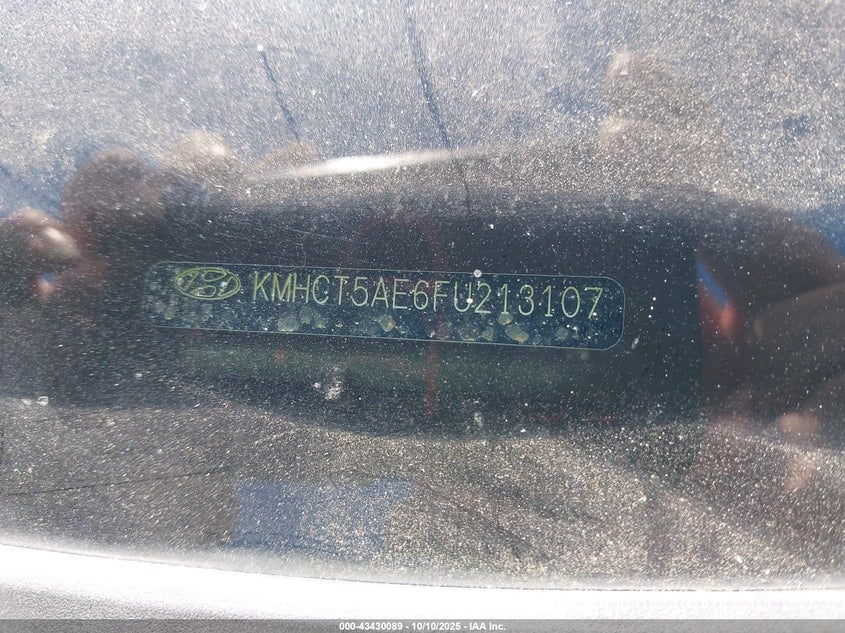 KMHCT5AE6FU213107
000-43430089 - 10/10/2025 - IAA Inc.